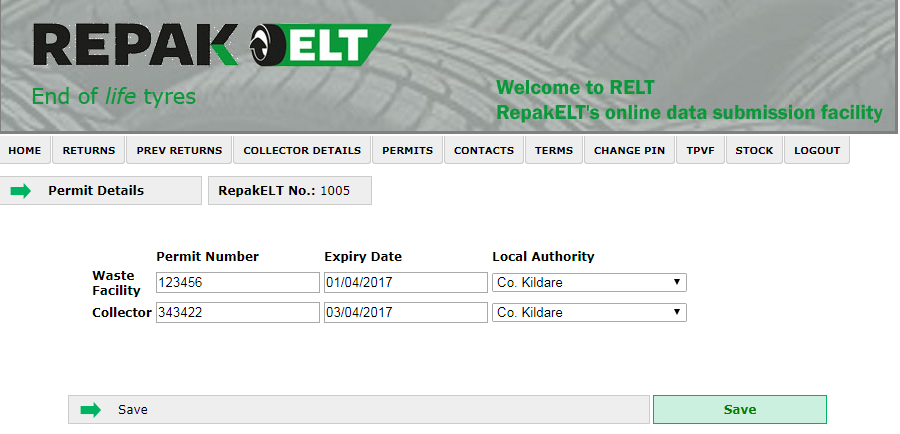 REPAK ELT
End of life tyres
Welcome to RELT
RepakELT's online data submission facility
HOME RETURNS PREV RETURNS COLLECTOR DETAILS PERMITS CONTACTS TERMS CHANGE PIN TPVF STOCK LOGOUT
Permit Details RepakELT No.: 1005
Permit Number Expiry Date Local Authority
Waste
Facility 123456 01/04/2017 Co. Kildare
Collector 343422 03/04/2017 Co. Kildare
Save Save